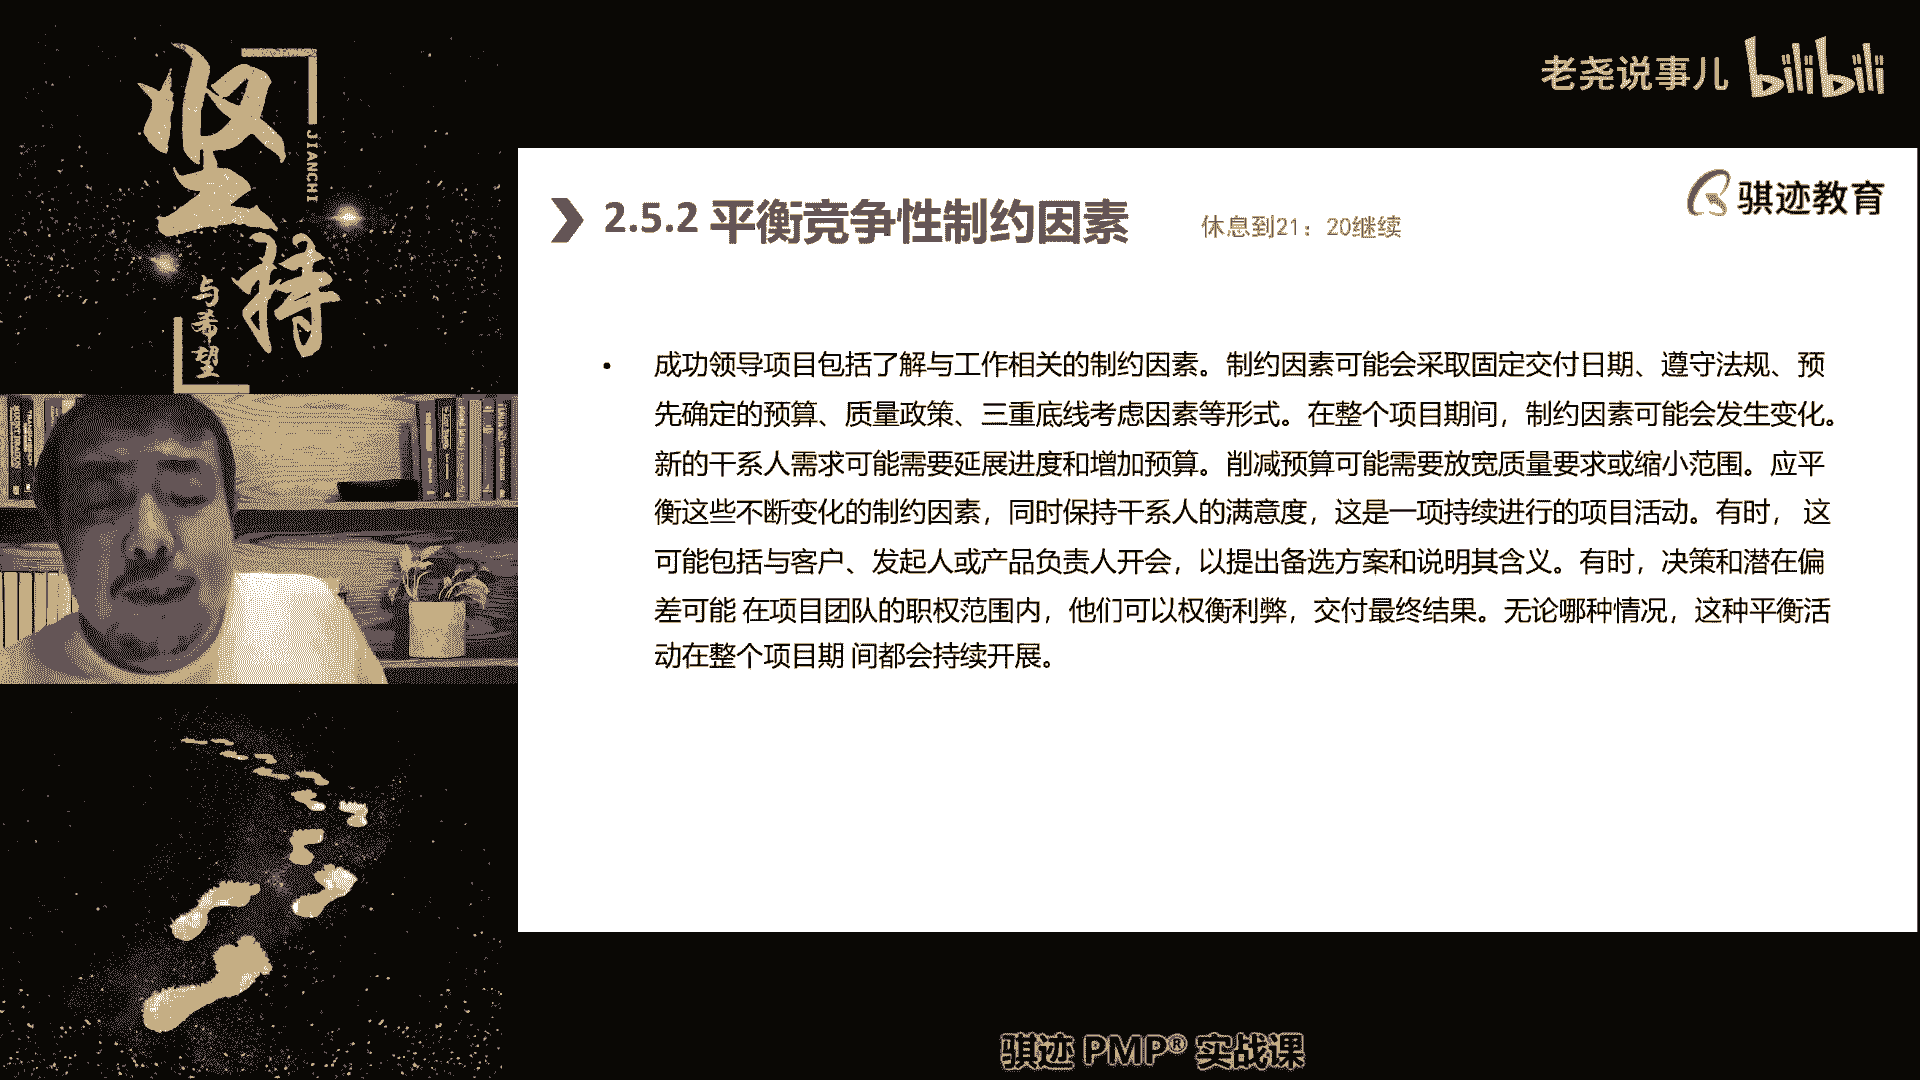 坚持
JIANCHI
与希望
老尧说事儿 bilibili
骐迹教育
2.5.2 平衡竞争性制约因素
休息到21：20继续
• 成功领导项目包括了解与工作相关的制约因素。制约因素可能会采取固定交付日期、遵守法规、预
先确定的预算、质量政策、三重底线考虑因素等形式。在整个项目期间，制约因素可能会发生变化。
新的干系人需求可能需要延展进度和增加预算。削减预算可能需要放宽质量要求或缩小范围。应平
衡这些不断变化的制约因素，同时保持干系人的满意度，这是一项持续进行的项目活动。有时， 这
可能包括与客户、发起人或产品负责人开会，以提出备选方案和说明其含义。有时，决策和潜在偏
差可能 在项目团队的职权范围内，他们可以权衡利弊，交付最终结果。无论哪种情况，这种平衡活
动在整个项目期 间都会持续开展。
骐迹 PMP® 实战课